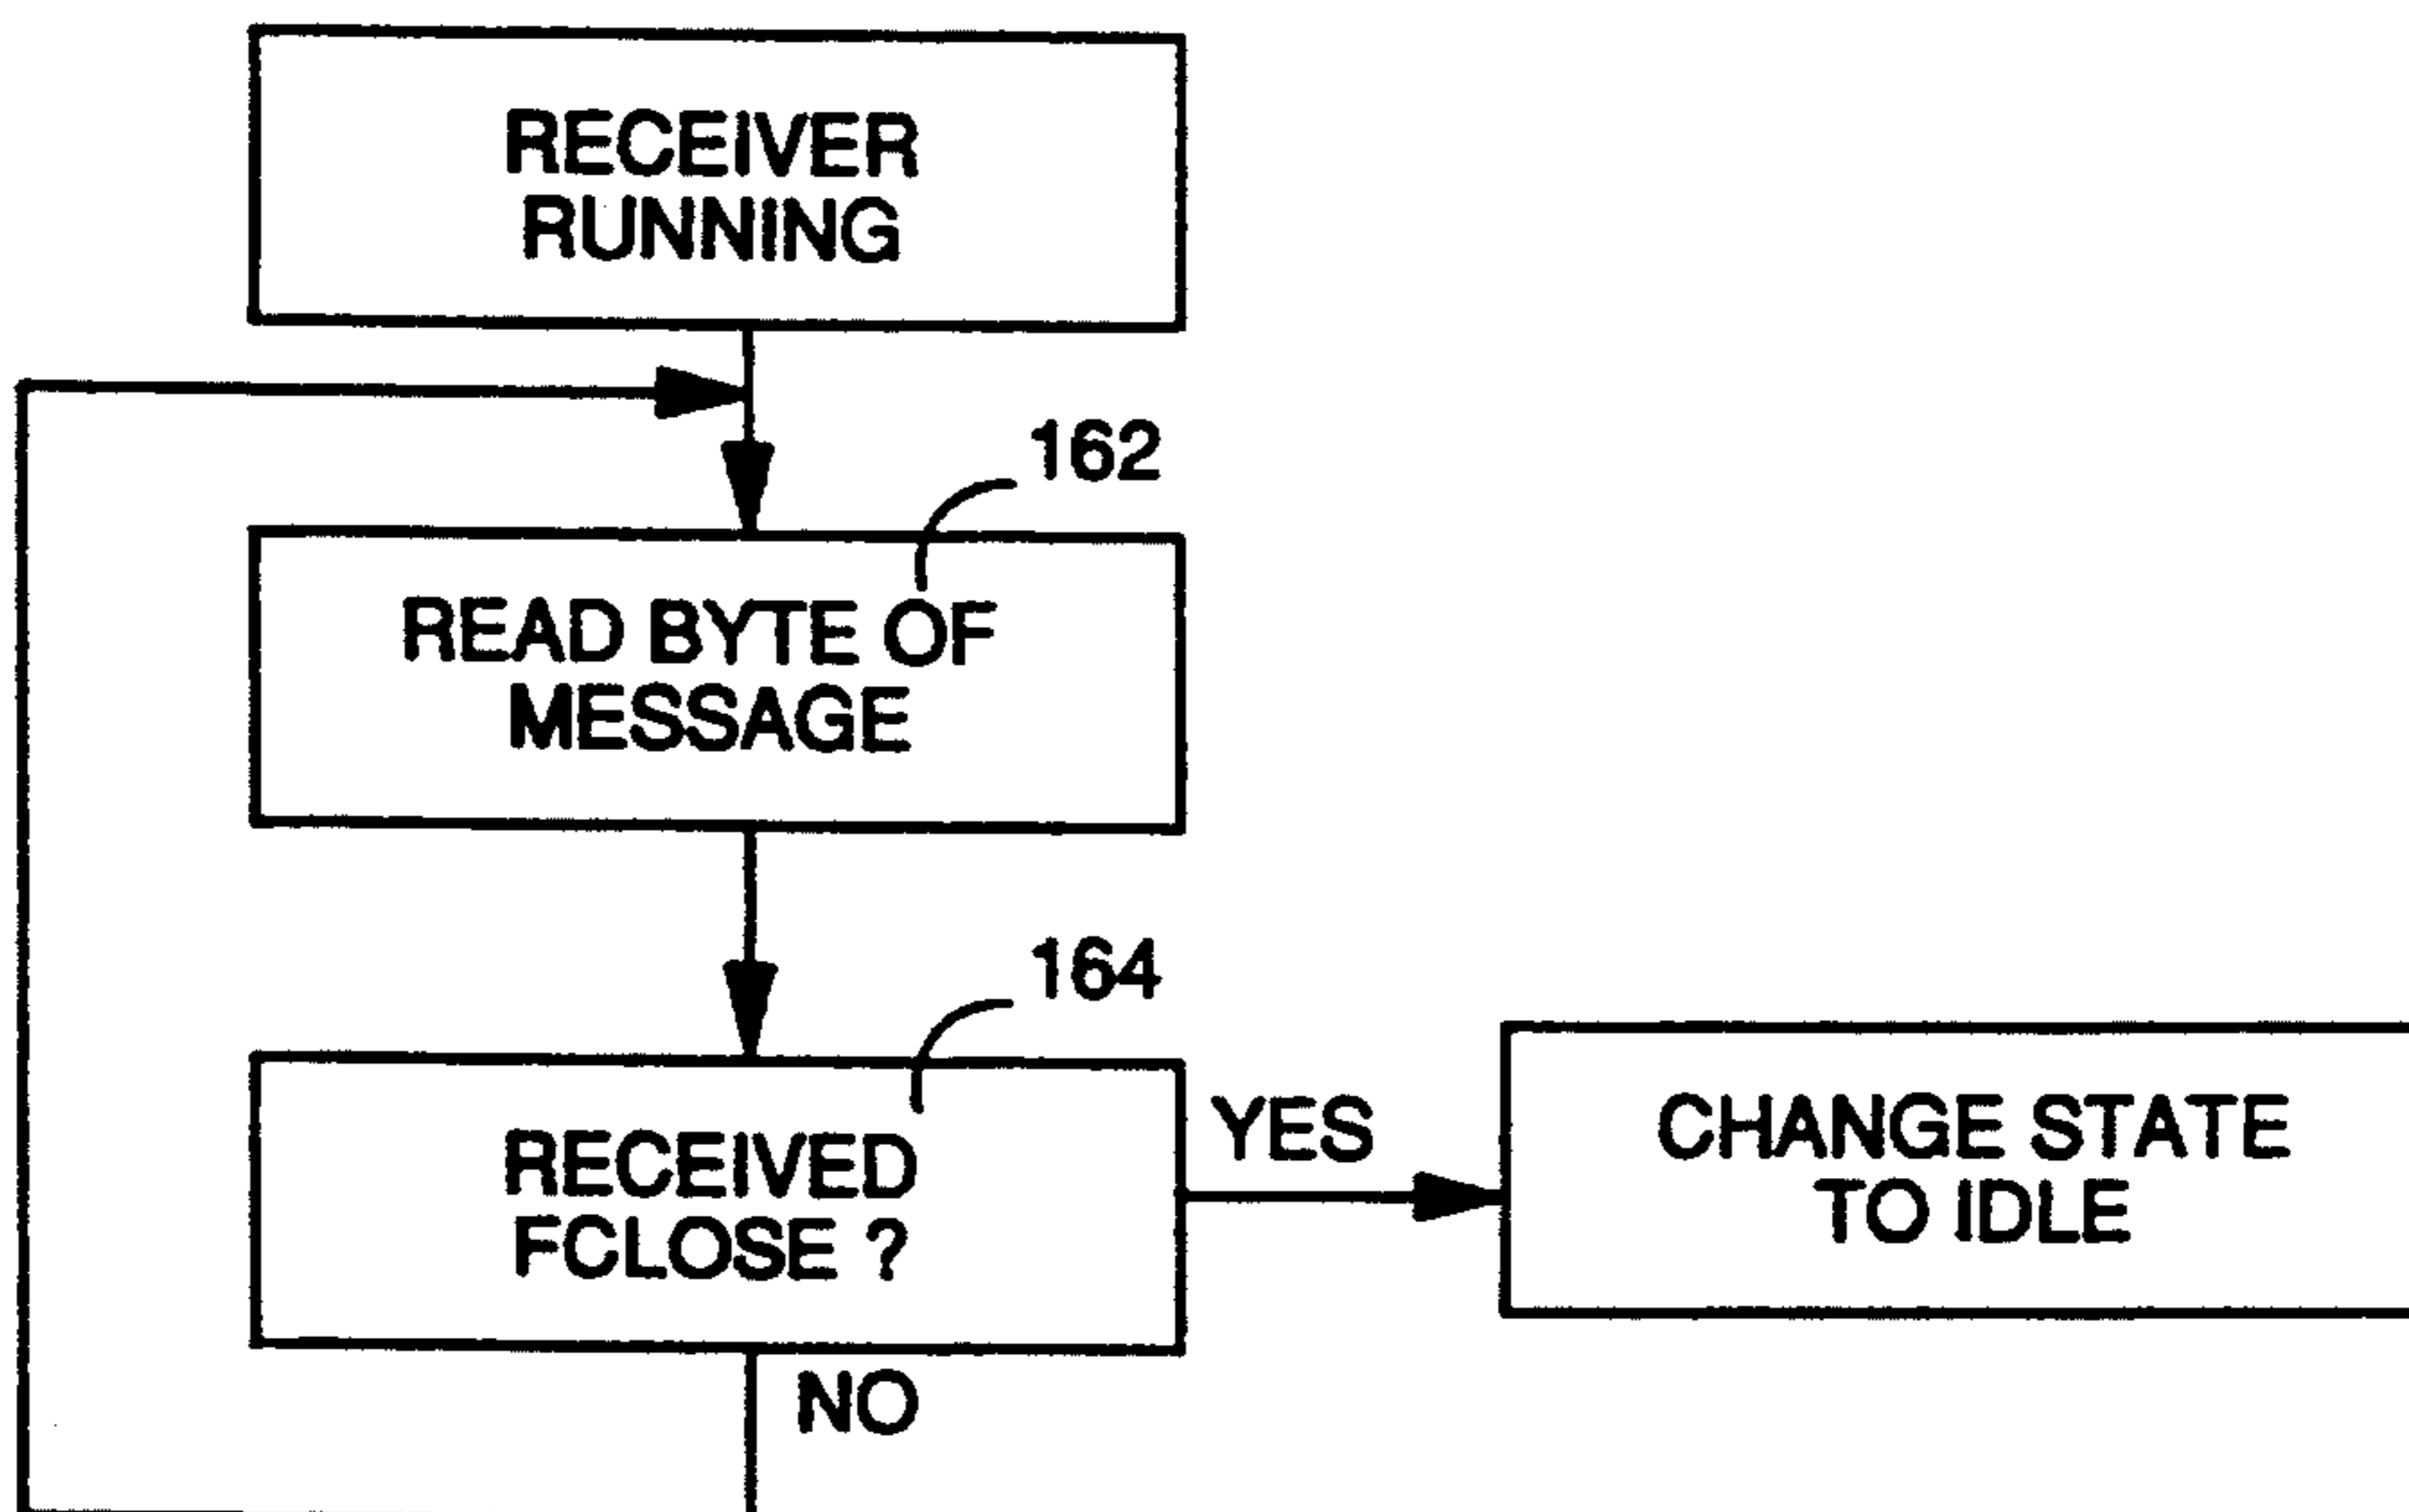 RECEIVER
RUNNING
162
READ BYTE OF
MESSAGE
164
RECEIVED
FCLOSE ?
YES
CHANGE STATE
TO IDLE
NO